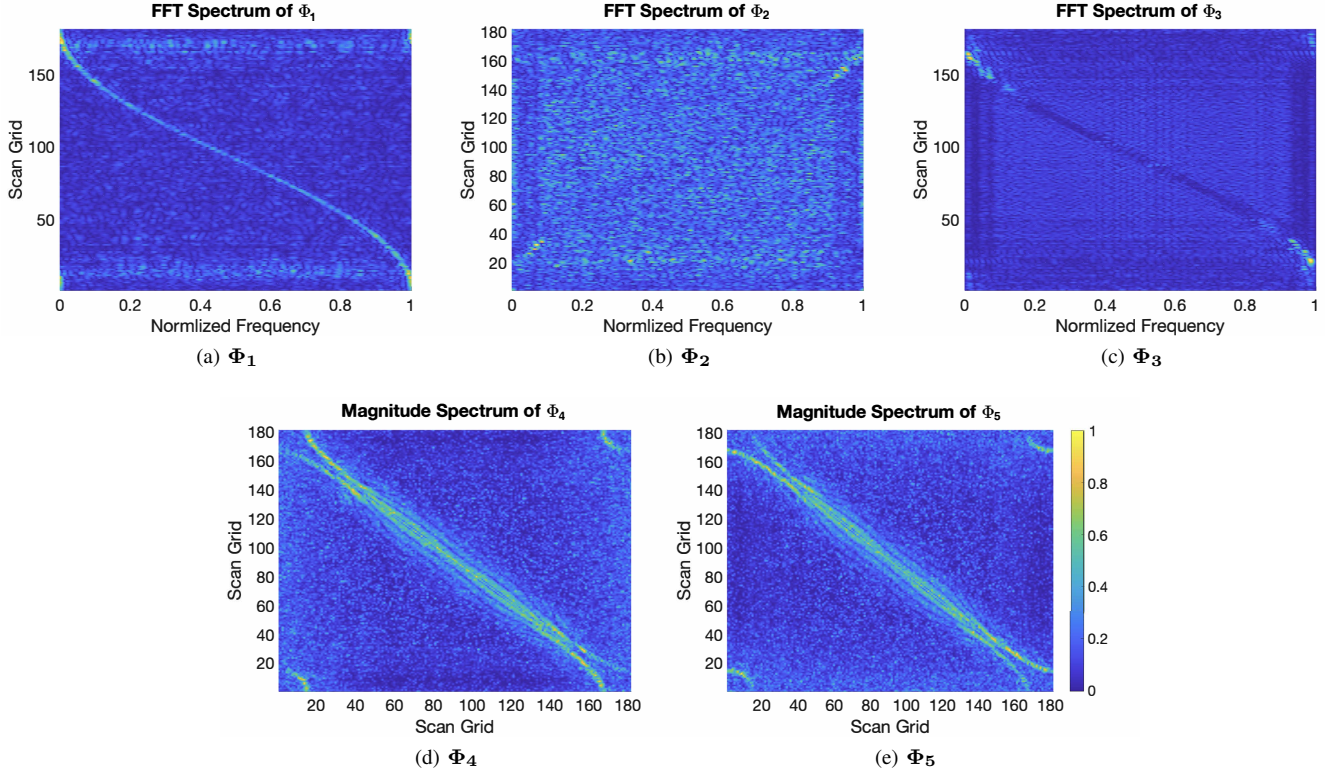 FFT Spectrum of Φ1
FFT Spectrum of Φ2
FFT Spectrum of Φ3
Scan Grid
150
100
50
0 0.2 0.4 0.6 0.8 1
Normlized Frequency
(a) Φ1
Scan Grid
180
160
140
120
100
80
60
40
20
0 0.2 0.4 0.6 0.8 1
Normlized Frequency
(b) Φ2
Scan Grid
150
100
50
0 0.2 0.4 0.6 0.8 1
Normlized Frequency
(c) Φ3
Magnitude Spectrum of Φ4
Scan Grid
180
160
140
120
100
80
60
40
20
20 40 60 80 100 120 140 160 180
Scan Grid
(d) Φ4
Magnitude Spectrum of Φ5
Scan Grid
180
160
140
120
100
80
60
40
20
20 40 60 80 100 120 140 160 180
Scan Grid
(e) Φ5
1
0.8
0.6
0.4
0.2
0